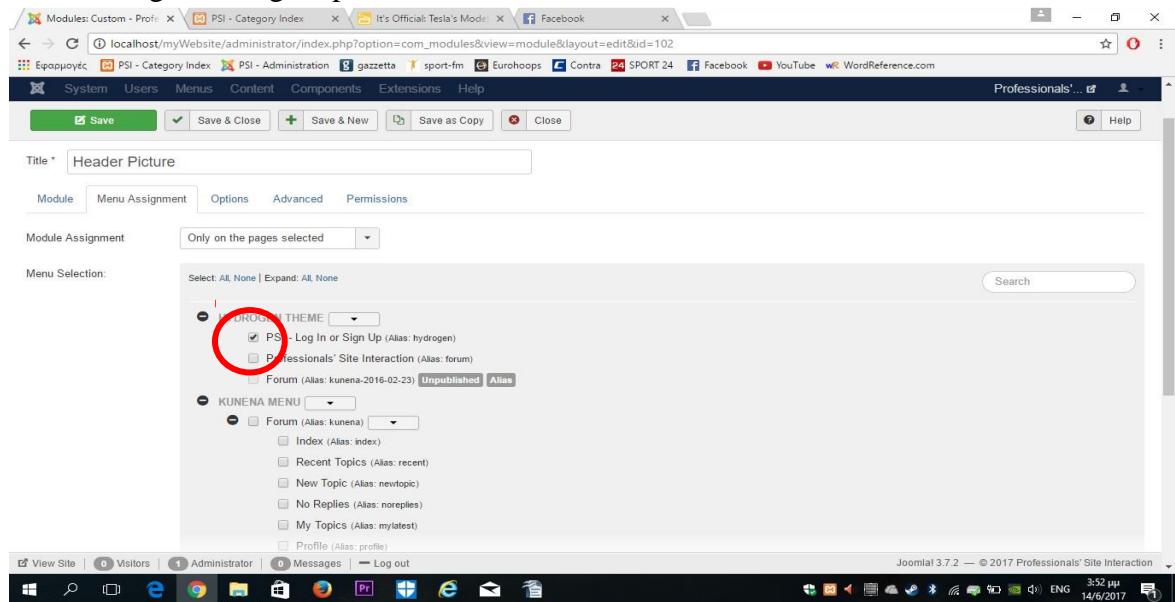 Modules: Custom - Profe PSI - Category Index It's Official: Tesla's Model Facebook
localhost/myWebsite/administrator/index.php?option=com_modules&view=module&layout=edit&id=102
Εφαρμογές PSI - Category Index PSI - Administration gazzetta sport-fm Eurohoops Contra SPORT 24 Facebook YouTube WordReference.com
System Users Menus Content Components Extensions Help Professionals'...
Save Save & Close Save & New Save as Copy Close Help
Title * Header Picture
Module Menu Assignment Options Advanced Permissions
Module Assignment Only on the pages selected
Menu Selection: Select: All, None | Expand: All, None Search
HYDROGEN THEME
PSI - Log In or Sign Up (Alias: hydrogen)
Professionals' Site Interaction (Alias: forum)
Forum (Alias: kunena-2016-02-23) Unpublished Alias
KUNENA MENU
Forum (Alias: kunena)
Index (Alias: index)
Recent Topics (Alias: recent)
New Topic (Alias: newtopic)
No Replies (Alias: noreplies)
My Topics (Alias: mylatest)
Profile (Alias: profile)
View Site 0 Visitors 1 Administrator 0 Messages Log out Joomla! 3.7.2 — © 2017 Professionals' Site Interaction
ENG 3:52 μμ
14/6/2017